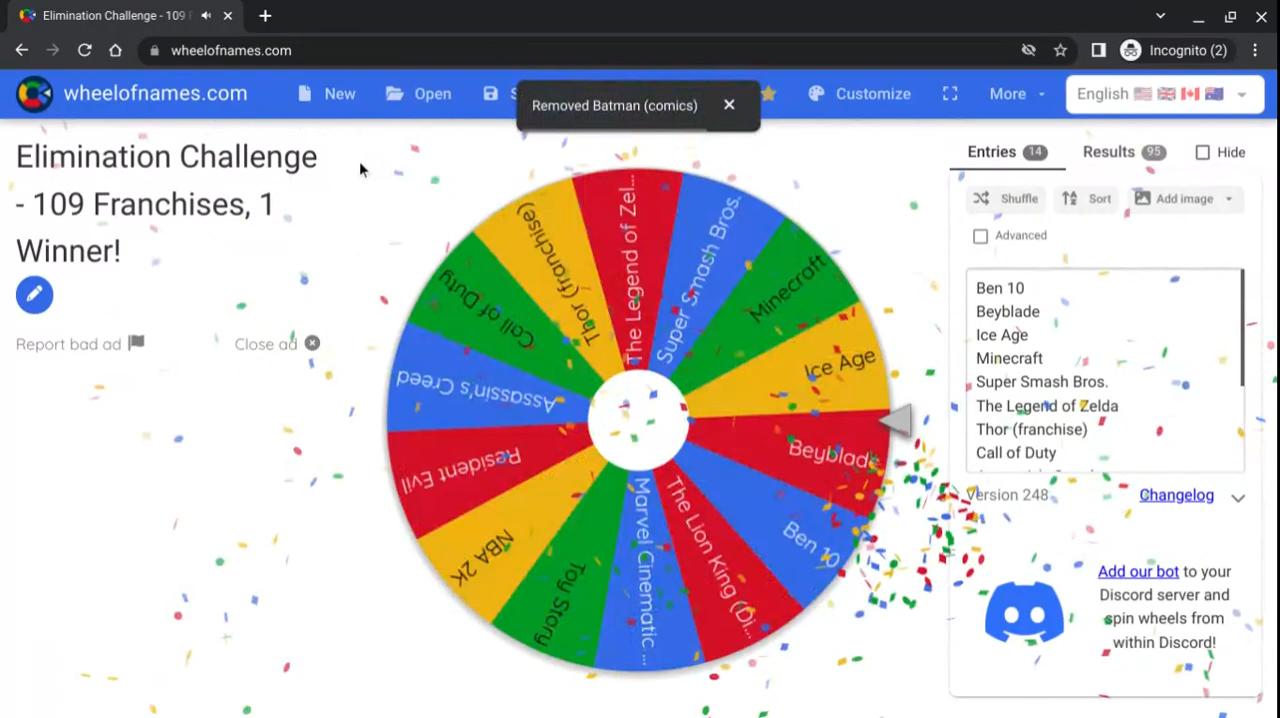 Elimination Challenge - 109 F
wheelofnames.com
Incognito (2)
wheelofnames.com
New
Open
S
Removed Batman (comics)
Customize
More
English
Elimination Challenge
- 109 Franchises, 1
Winner!
Report bad ad
Close ad
Entries 14
Results 95
Hide
Shuffle
Sort
Add image
Advanced
Ben 10
Beyblade
Ice Age
Minecraft
Super Smash Bros.
The Legend of Zelda
Thor (franchise)
Call of Duty
Version 248
Changelog
Add our bot to your
Discord server and
spin wheels from
within Discord!
The Legend of Zel...
Super Smash Bros.
Minecraft
Ice Age
Beyblade
Ben 10
The Lion King (Di...
Marvel Cinematic ...
Toy Story
NBA 2K
Resident Evil
Assassin's Creed
Call of Duty
Thor (franchise)